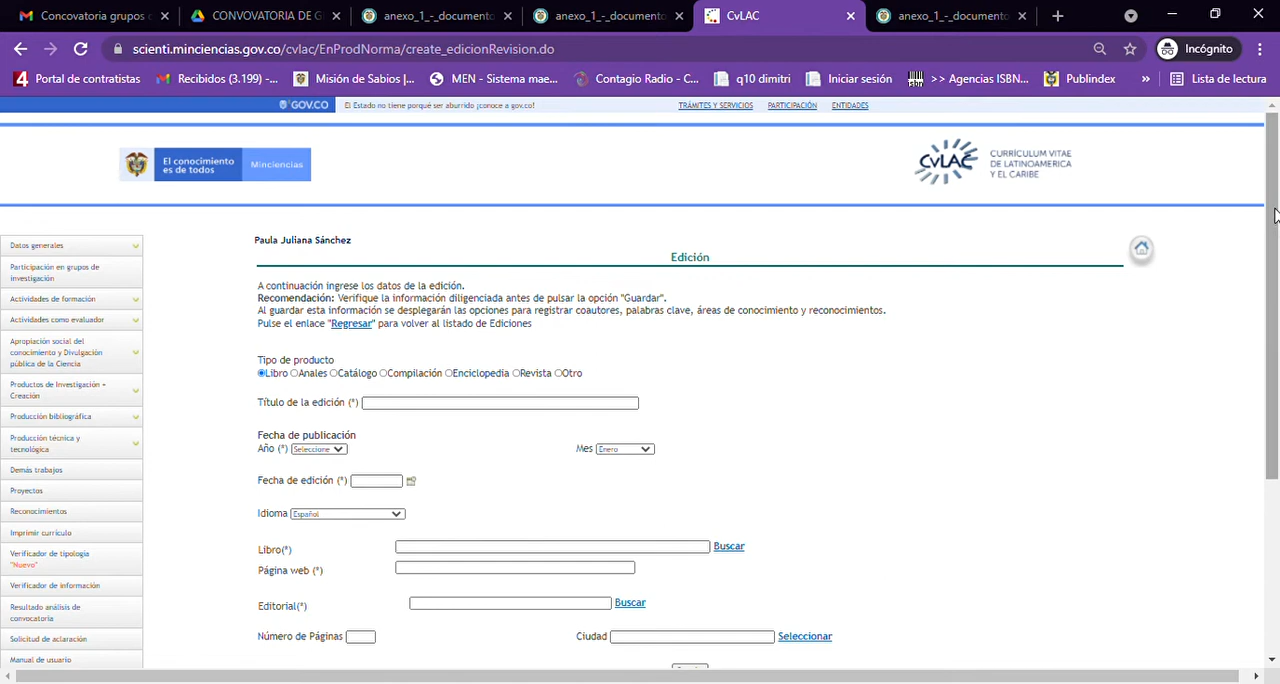 Concovatoria grupos
CONVOVATORIA DE G
anexo_1_-_documento
anexo_1_-_documento
CvLAC
anexo_1_-_documento
scienti.minciencias.gov.co/cvlac/EnProdNorma/create_edicionRevision.do
Incógnito
Portal de contratistas
Recibidos (3.199) -...
Misión de Sabios |...
MEN - Sistema mae...
Contagio Radio - C...
q10 dimitri
Iniciar sesión
>> Agencias ISBN...
Publindex
»
Lista de lectura
GOV.CO
El Estado no tiene porqué ser aburrido ¡conoce a gov.co!
TRÁMITES Y SERVICIOS
PARTICIPACIÓN
ENTIDADES
El conocimiento
es de todos
Minciencias
CvLAC
CURRÍCULUM VITAE
DE LATINOAMERICA
Y EL CARIBE
Datos generales
Participación en grupos de
investigación
Actividades de formación
Actividades como evaluador
Apropiación social del
conocimiento y Divulgación
pública de la Ciencia
Productos de Investigación -
Creación
Producción bibliográfica
Producción técnica y
tecnológica
Demás trabajos
Proyectos
Reconocimientos
Imprimir currículo
Verificador de tipología
"Nuevo"
Verificador de información
Resultado análisis de
convocatoria
Solicitud de aclaración
Manual de usuario
Paula Juliana Sánchez
Edición
A continuación ingrese los datos de la edición.
Recomendación: Verifique la información diligenciada antes de pulsar la opción "Guardar".
Al guardar esta información se desplegarán las opciones para registrar coautores, palabras clave, áreas de conocimiento y reconocimientos.
Pulse el enlace "Regresar" para volver al listado de Ediciones
Tipo de producto
Libro Anales Catálogo Compilación Enciclopedia Revista Otro
Título de la edición (*)
Fecha de publicación
Año (*) Seleccione
Mes Enero
Fecha de edición (*)
Idioma Español
Libro(*)
Buscar
Página web (*)
Editorial(*)
Buscar
Número de Páginas
Ciudad
Seleccionar